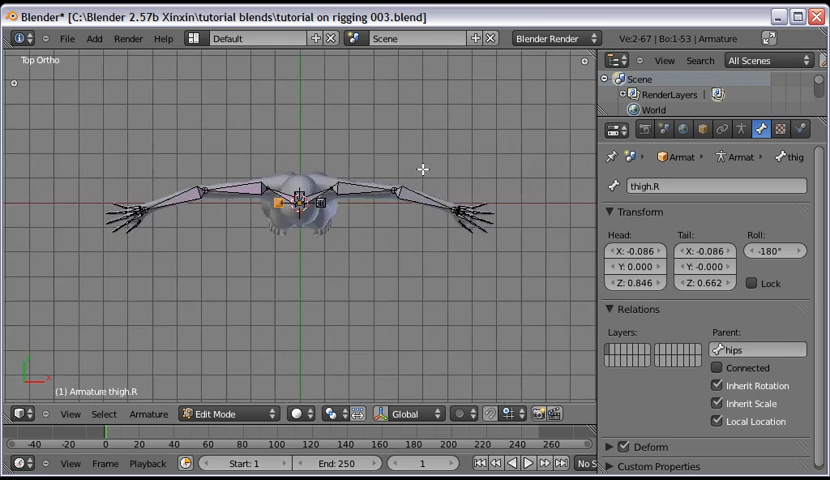 Blender* [C:\Blender 2.57b Xinxin\tutorial blends\tutorial on rigging 003.blend]
File Add Render Help Default Scene Blender Render Ve:2-67 | Bo:1-53 | Armature
Top Ortho
View Search All Scenes
Scene
RenderLayers
World
Armat Armat thig
thigh.R
Transform
Head: Tail: Roll:
X: -0.086 X: -0.086 -180°
Y: 0.000 Y: -0.000
Z: 0.846 Z: 0.662 Lock
Relations
Layers: Parent:
hips
Connected
Inherit Rotation
Inherit Scale
Local Location
Deform
Custom Properties
(1) Armature thigh.R
View Select Armature Edit Mode Global
-40 -20 0 20 40 60 80 100 120 140 160 180 200 220 240 260
View Frame Playback Start: 1 End: 250 1 No S